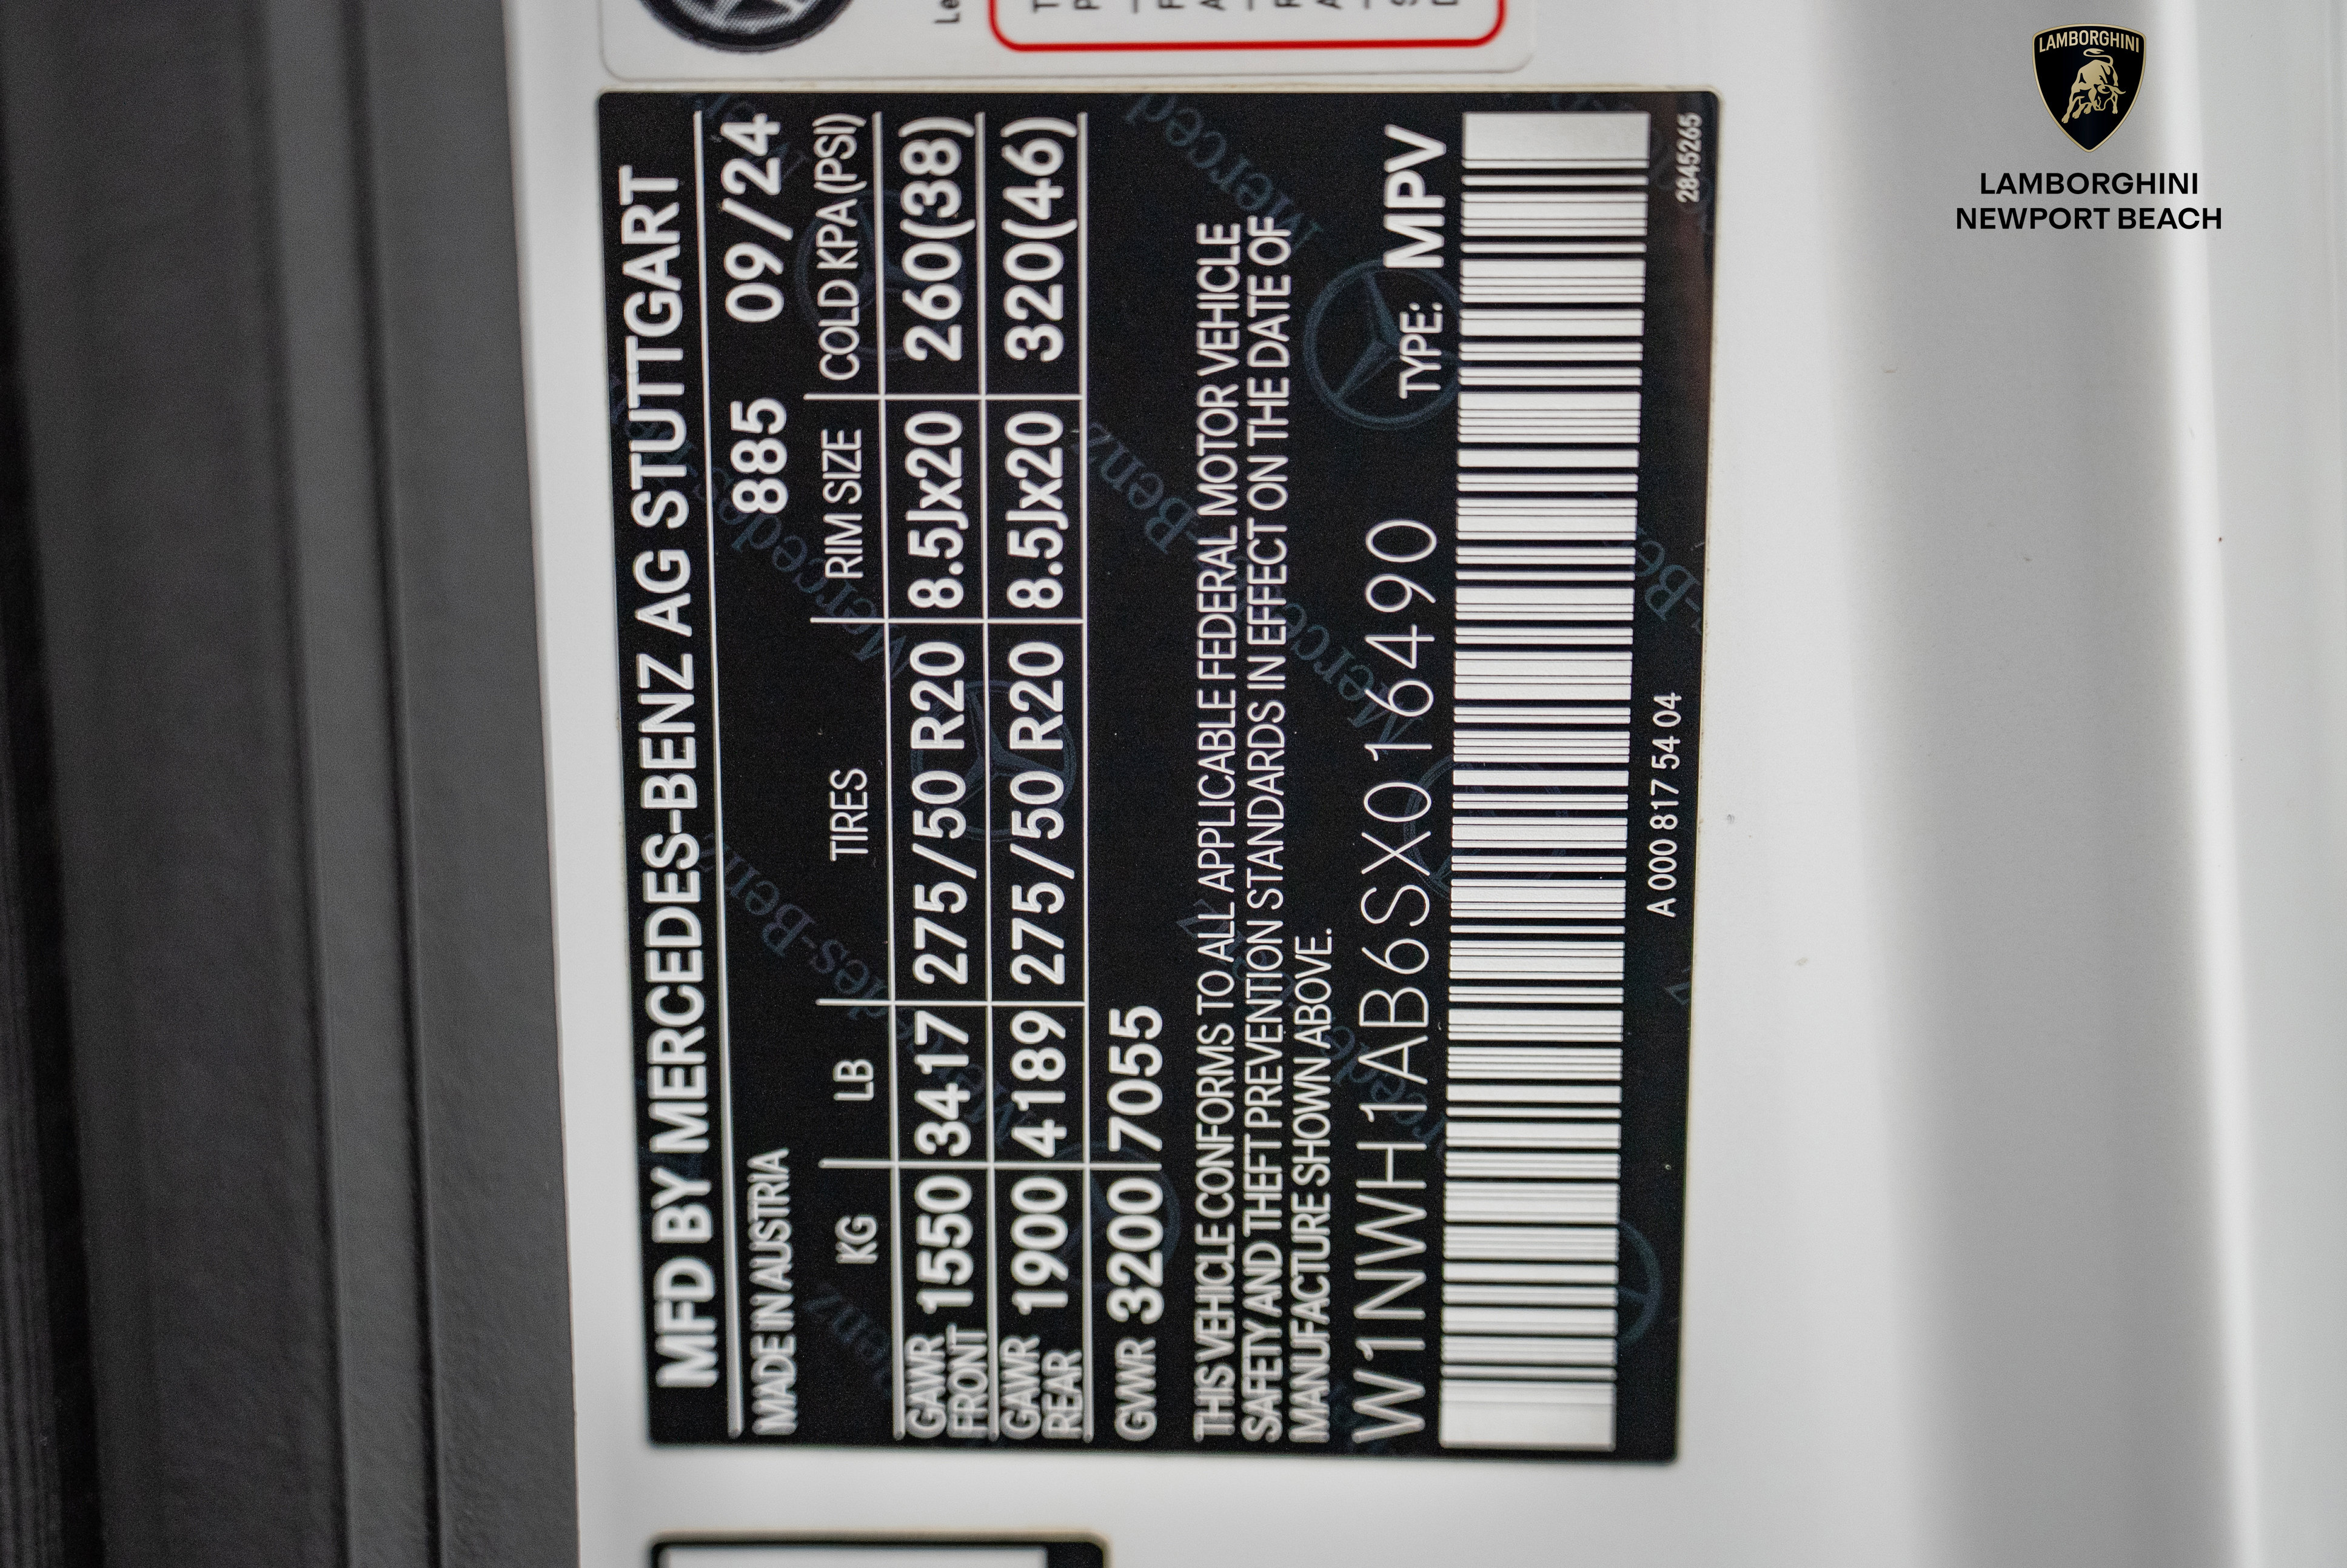 LAMBORGHINI
LAMBORGHINI
NEWPORT BEACH
MFD BY MERCEDES-BENZ AG STUTTGART
MADE IN AUSTRIA 885 09/24
KG LB TIRES RIM SIZE COLD KPA (PSI)
GAWR FRONT 1550 3417 275/50 R20 8.5Jx20 260(38)
GAWR REAR 1900 4189 275/50 R20 8.5Jx20 320(46)
GVWR 3200 7055
THIS VEHICLE CONFORMS TO ALL APPLICABLE FEDERAL MOTOR VEHICLE
SAFETY AND THEFT PREVENTION STANDARDS IN EFFECT ON THE DATE OF
MANUFACTURE SHOWN ABOVE.
W1NWH1AB6SX016490 TYPE: MPV
A 000 817 54 04 2845265